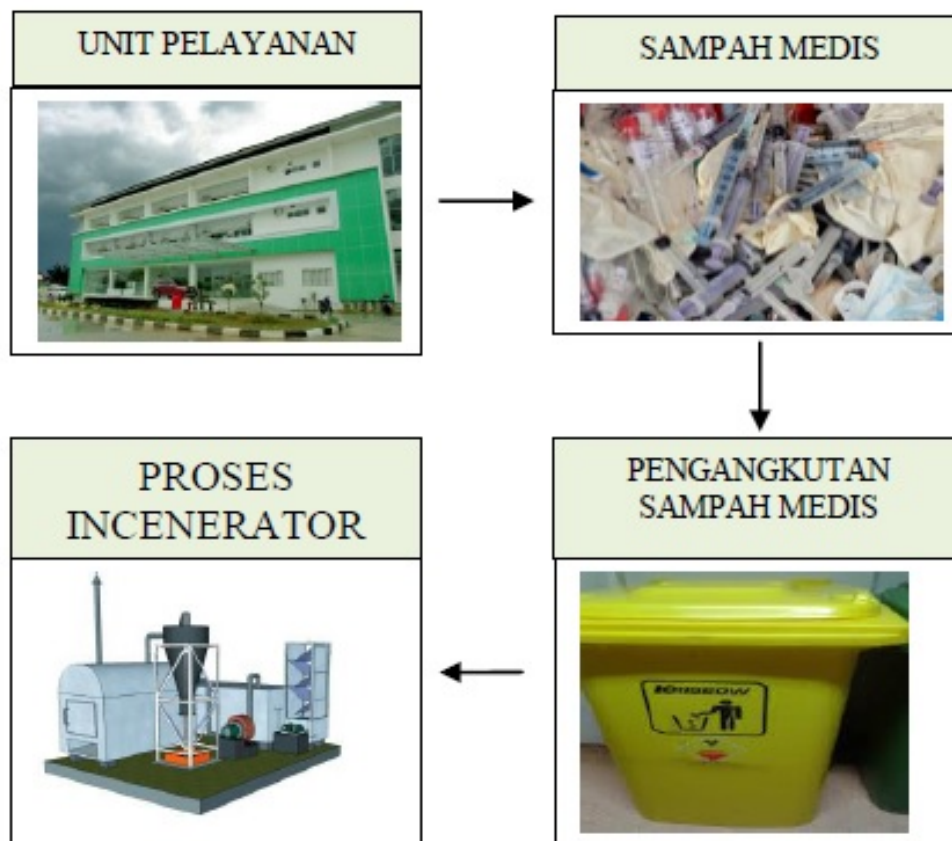 UNIT PELAYANAN
SAMPAH MEDIS
PENGANGKUTAN
SAMPAH MEDIS
PROSES
INCENERATOR